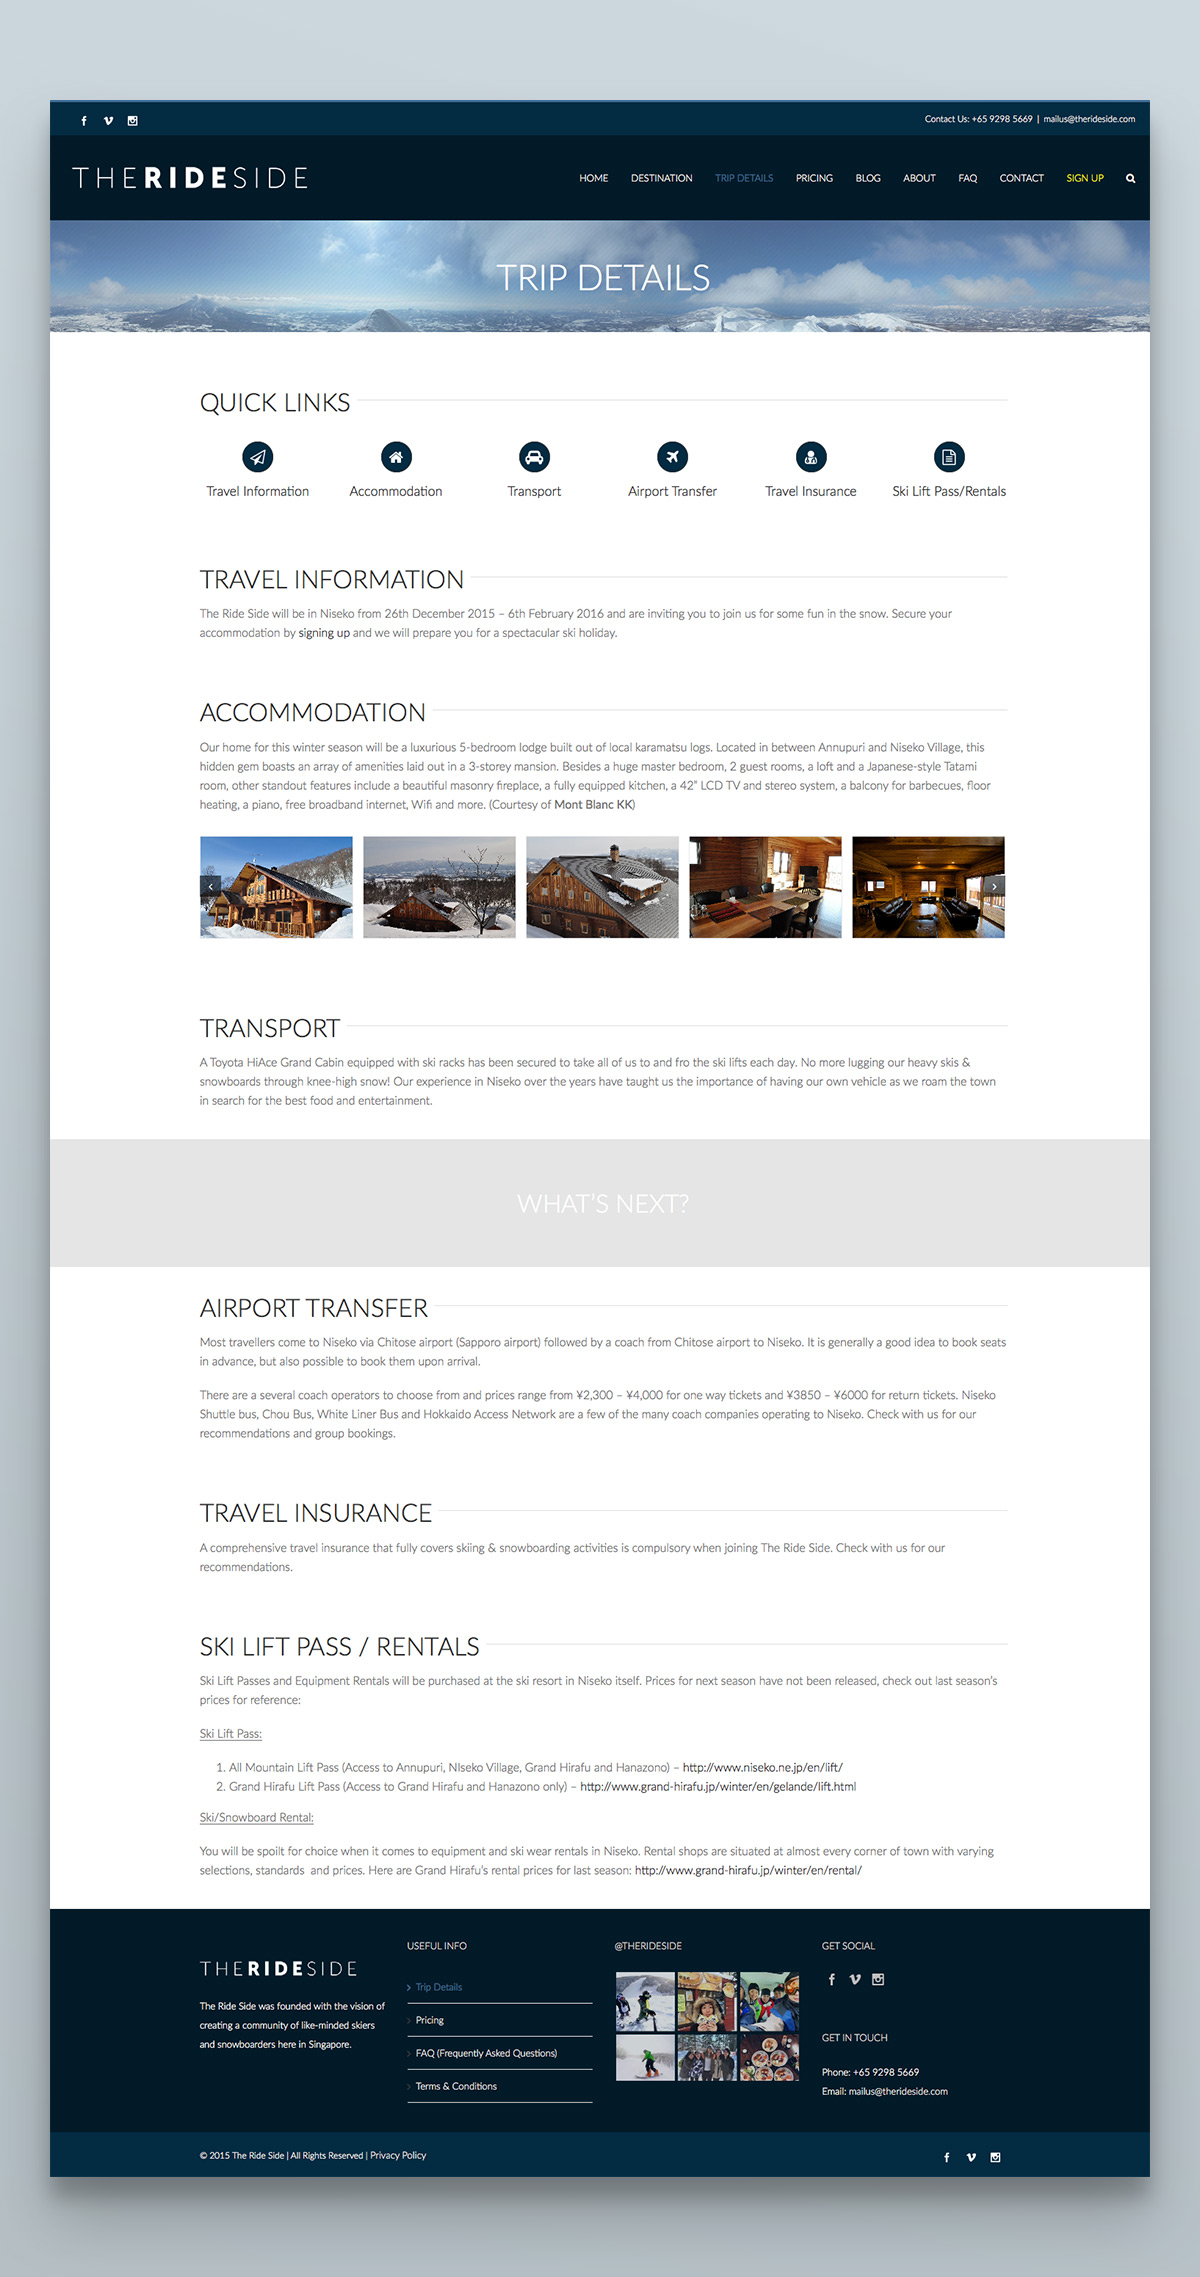 Contact Us: +65 9298 5669 | mailus@therideside.com
THERIDESIDE
HOME DESTINATION TRIP DETAILS PRICING BLOG ABOUT FAQ CONTACT SIGN UP
TRIP DETAILS
QUICK LINKS
Travel Information Accommodation Transport Airport Transfer Travel Insurance Ski Lift Pass/Rentals
TRAVEL INFORMATION
The Ride Side will be in Niseko from 26th December 2015 – 6th February 2016 and are inviting you to join us for some fun in the snow. Secure your
accommodation by signing up and we will prepare you for a spectacular ski holiday.
ACCOMMODATION
Our home for this winter season will be a luxurious 5-bedroom lodge built out of local karamatsu logs. Located in between Annupuri and Niseko Village, this
hidden gem boasts an array of amenities laid out in a 3-storey mansion. Besides a huge master bedroom, 2 guest rooms, a loft and a Japanese-style Tatami
room, other standout features include a beautiful masonry fireplace, a fully equipped kitchen, a 42" LCD TV and stereo system, a balcony for barbecues, floor
heating, a piano, free broadband internet, Wifi and more. (Courtesy of Mont Blanc KK)
TRANSPORT
A Toyota HiAce Grand Cabin equipped with ski racks has been secured to take all of us to and fro the ski lifts each day. No more lugging our heavy skis &
snowboards through knee-high snow! Our experience in Niseko over the years have taught us the importance of having our own vehicle as we roam the town
in search for the best food and entertainment.
WHAT'S NEXT?
AIRPORT TRANSFER
Most travellers come to Niseko via Chitose airport (Sapporo airport) followed by a coach from Chitose airport to Niseko. It is generally a good idea to book seats
in advance, but also possible to book them upon arrival.
There are a several coach operators to choose from and prices range from ¥2,300 – ¥4,000 for one way tickets and ¥3850 – ¥6000 for return tickets. Niseko
Shuttle bus, Chou Bus, White Liner Bus and Hokkaido Access Network are a few of the many coach companies operating to Niseko. Check with us for our
recommendations and group bookings.
TRAVEL INSURANCE
A comprehensive travel insurance that fully covers skiing & snowboarding activities is compulsory when joining The Ride Side. Check with us for our
recommendations.
SKI LIFT PASS / RENTALS
Ski Lift Passes and Equipment Rentals will be purchased at the ski resort in Niseko itself. Prices for next season have not been released, check out last season's
prices for reference:
Ski Lift Pass:
1. All Mountain Lift Pass (Access to Annupuri, NIseko Village, Grand Hirafu and Hanazono) – http://www.niseko.ne.jp/en/lift/
2. Grand Hirafu Lift Pass (Access to Grand Hirafu and Hanazono only) – http://www.grand-hirafu.jp/winter/en/gelande/lift.html
Ski/Snowboard Rental:
You will be spoilt for choice when it comes to equipment and ski wear rentals in Niseko. Rental shops are situated at almost every corner of town with varying
selections, standards and prices. Here are Grand Hirafu's rental prices for last season: http://www.grand-hirafu.jp/winter/en/rental/
THERIDESIDE
The Ride Side was founded with the vision of
creating a community of like-minded skiers
and snowboarders here in Singapore.
USEFUL INFO
Trip Details
Pricing
FAQ (Frequently Asked Questions)
Terms & Conditions
@THERIDESIDE
GET SOCIAL
GET IN TOUCH
Phone: +65 9298 5669
Email: mailus@therideside.com
© 2015 The Ride Side | All Rights Reserved | Privacy Policy